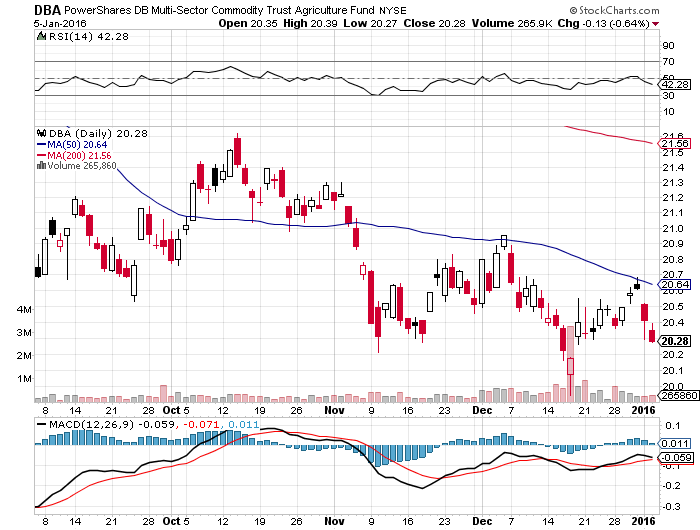 DBA PowerShares DB Multi-Sector Commodity Trust Agriculture Fund NYSE © StockCharts.com
5-Jan-2016 Open 20.35 High 20.39 Low 20.27 Close 20.28 Volume 265.9K Chg -0.13 (-0.64%)
RSI(14) 42.28
90
70
50
42.28
30
10
DBA (Daily) 20.28
MA(50) 20.64
MA(200) 21.56
Volume 265,860
21.6
21.56
21.5
21.4
21.3
21.2
21.1
21.0
20.9
20.8
20.7
20.64
20.6
20.5
20.4
20.28
20.2
20.1
20.0
265860
4M
3M
2M
1M
8 14 21 28 Oct 5 12 19 26 Nov 9 16 23 Dec 7 14 21 28 2016
MACD(12,26,9) -0.059, -0.071, 0.011
0.1
0.011
-0.059
-0.1
-0.2
-0.3
8 14 21 28 Oct 5 12 19 26 Nov 9 16 23 Dec 7 14 21 28 2016